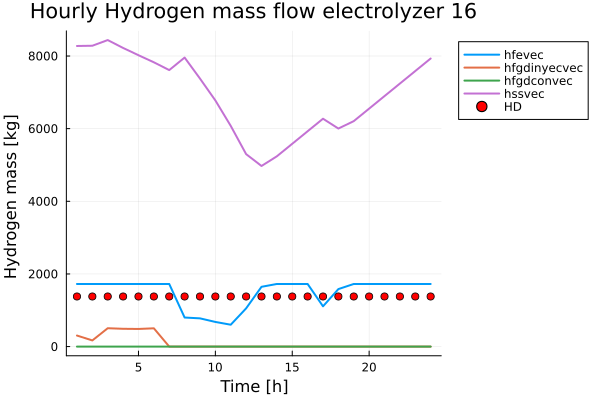 Hourly Hydrogen mass flow electrolyzer 16
Hydrogen mass [kg]
8000
6000
4000
2000
0
5
10
15
20
Time [h]
hfevec
hfgdinyecvec
hfgdconvec
hssvec
HD